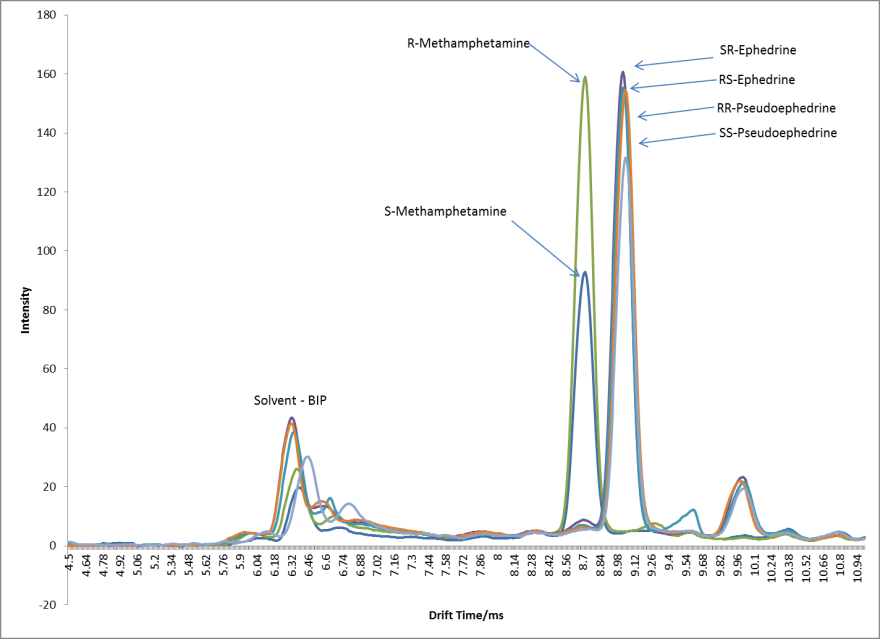 180
160
140
120
100
80
60
40
20
0
-20
Intensity
R-Methamphetamine
SR-Ephedrine
RS-Ephedrine
RR-Pseudoephedrine
SS-Pseudoephedrine
S-Methamphetamine
Solvent - BIP
4.5 4.64 4.78 4.92 5.06 5.2 5.34 5.48 5.62 5.76 5.9 6.04 6.18 6.32 6.46 6.6 6.74 6.88 7.02 7.16 7.3 7.44 7.58 7.72 7.86 8 8.14 8.28 8.42 8.56 8.7 8.84 8.98 9.12 9.26 9.4 9.54 9.68 9.82 9.96 10.1 10.24 10.38 10.52 10.66 10.8 10.94
Drift Time/ms